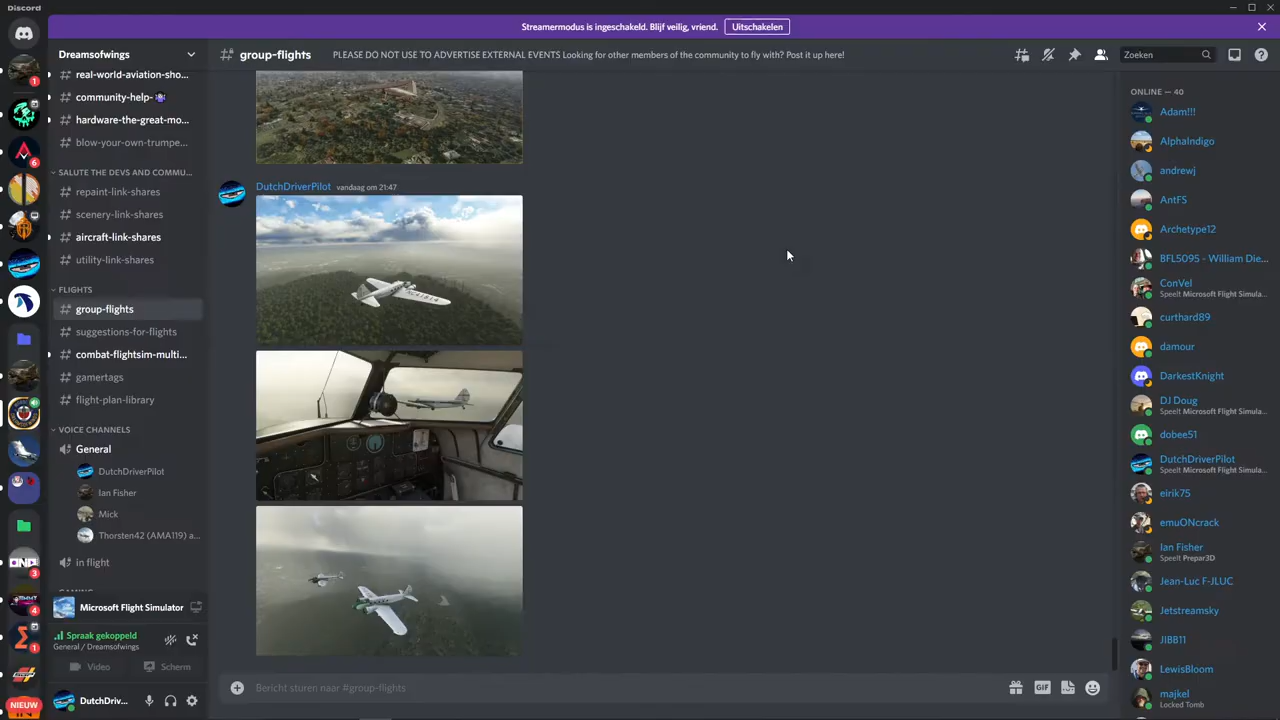 Discord
Streamermodus is ingeschakeld. Blijf veilig, vriend.
Uitschakelen
Dreamsofwings
group-flights
PLEASE DO NOT USE TO ADVERTISE EXTERNAL EVENTS Looking for other members of the community to fly with? Post it up here!
Zoeken
real-world-aviation-sho...
community-help-
hardware-the-great-mo...
blow-your-own-trumpe...
SALUTE THE DEVS AND COMMU...
repaint-link-shares
scenery-link-shares
aircraft-link-shares
utility-link-shares
FLIGHTS
group-flights
suggestions-for-flights
combat-flightsim-multi...
gamertags
flight-plan-library
VOICE CHANNELS
General
DutchDriverPilot
Ian Fisher
Mick
Thorsten42 (AMA119) a...
in flight
Microsoft Flight Simulator
Spraak gekoppeld
General / Dreamsofwings
Video
Scherm
DutchDriv...
1
6
3
4
1
NIEUW
DutchDriverPilot vandaag om 21:47
NC41814
Bericht sturen naar #group-flights
GIF
ONLINE — 40
Adam!!!
AlphaIndigo
andrewj
AntFS
Archetype12
BFL5095 - William Die...
ConVel
Speelt Microsoft Flight Simula...
curthard89
damour
DarkestKnight
DJ Doug
Speelt Microsoft Flight Simula...
dobee51
DutchDriverPilot
Speelt Microsoft Flight Simula...
eirik75
emuONcrack
Ian Fisher
Speelt Prepar3D
Jean-Luc F-JLUC
Jetstreamsky
JIBB11
LewisBloom
majkel
Locked Tomb